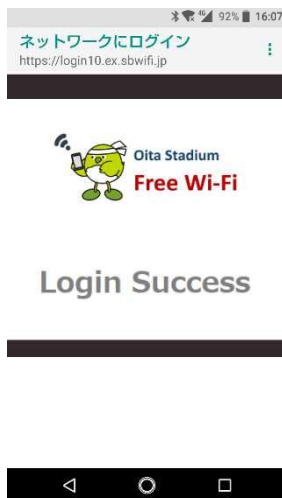 92% 16:07
ネットワークにログイン
https://login10.ex.sbwifi.jp
Oita Stadium
Free Wi-Fi
Login Success